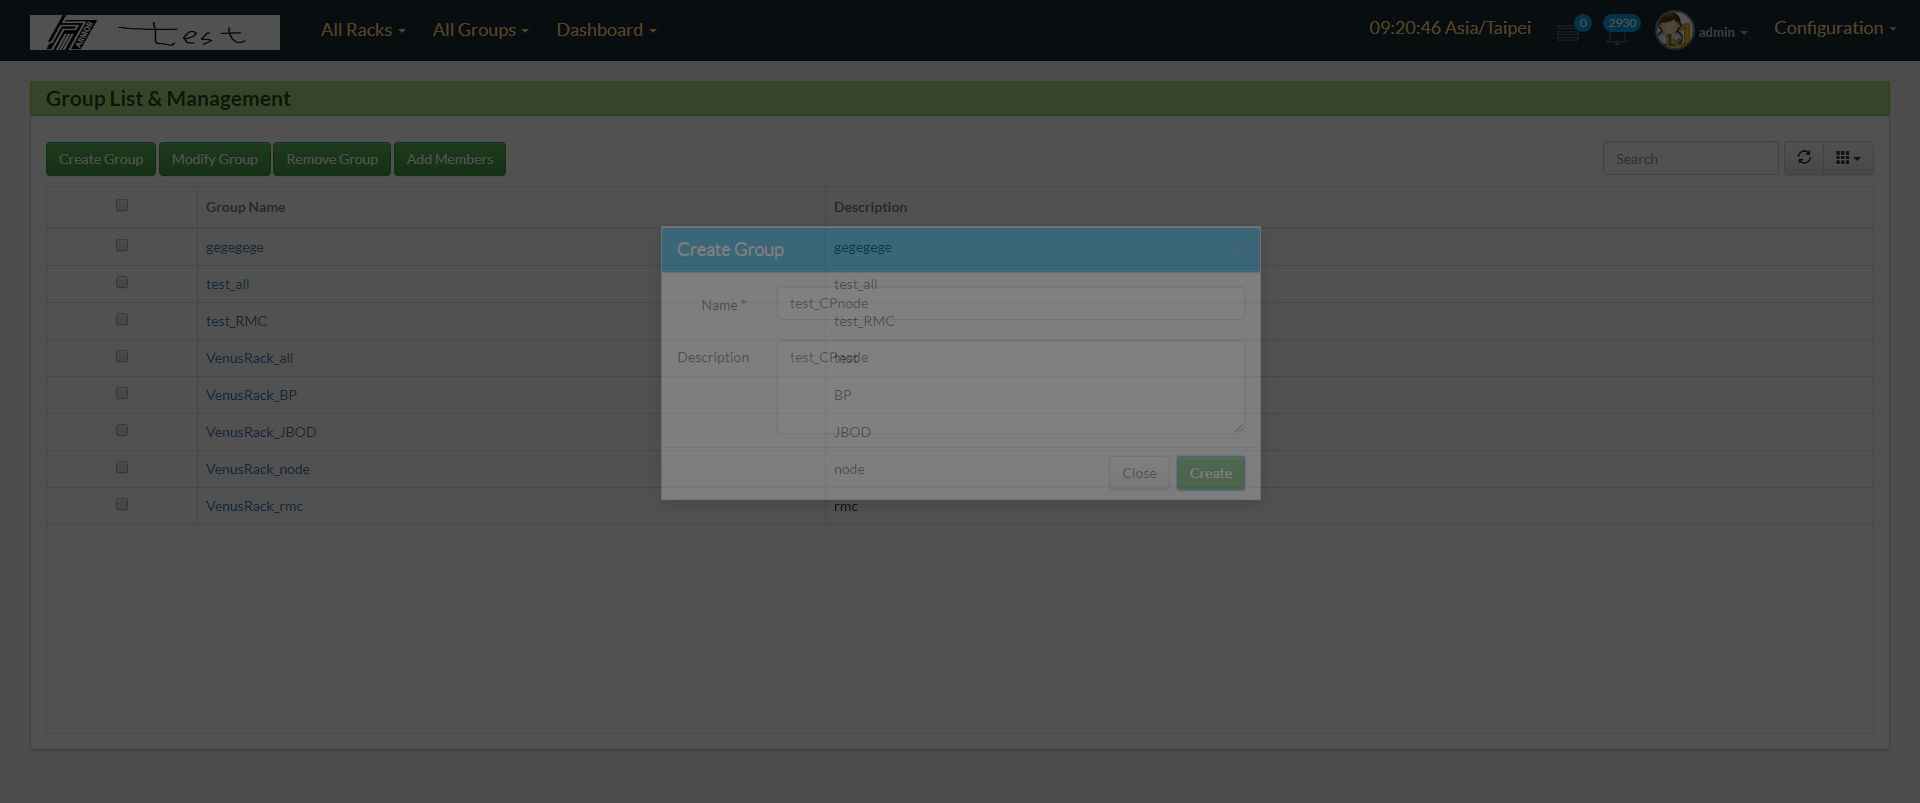 ARMOR test All Racks All Groups Dashboard 09:20:46 Asia/Taipei 0 2930 admin Configuration
Group List & Management
Create Group Modify Group Remove Group Add Members Search
Group Name Description
gegegege gegegege
test_all test_all
test_RMC test_RMC
VenusRack_all test
VenusRack_BP BP
VenusRack_JBOD JBOD
VenusRack_node node
VenusRack_rmc rmc
Create Group
Name * test_CPnode
Description test_CPnode
Close Create